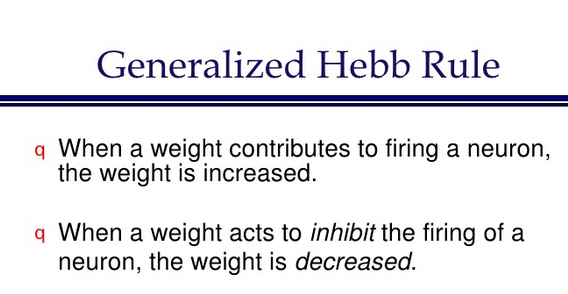 Generalized Hebb Rule
q When a weight contributes to firing a neuron,
the weight is increased.
q When a weight acts to inhibit the firing of a
neuron, the weight is decreased.